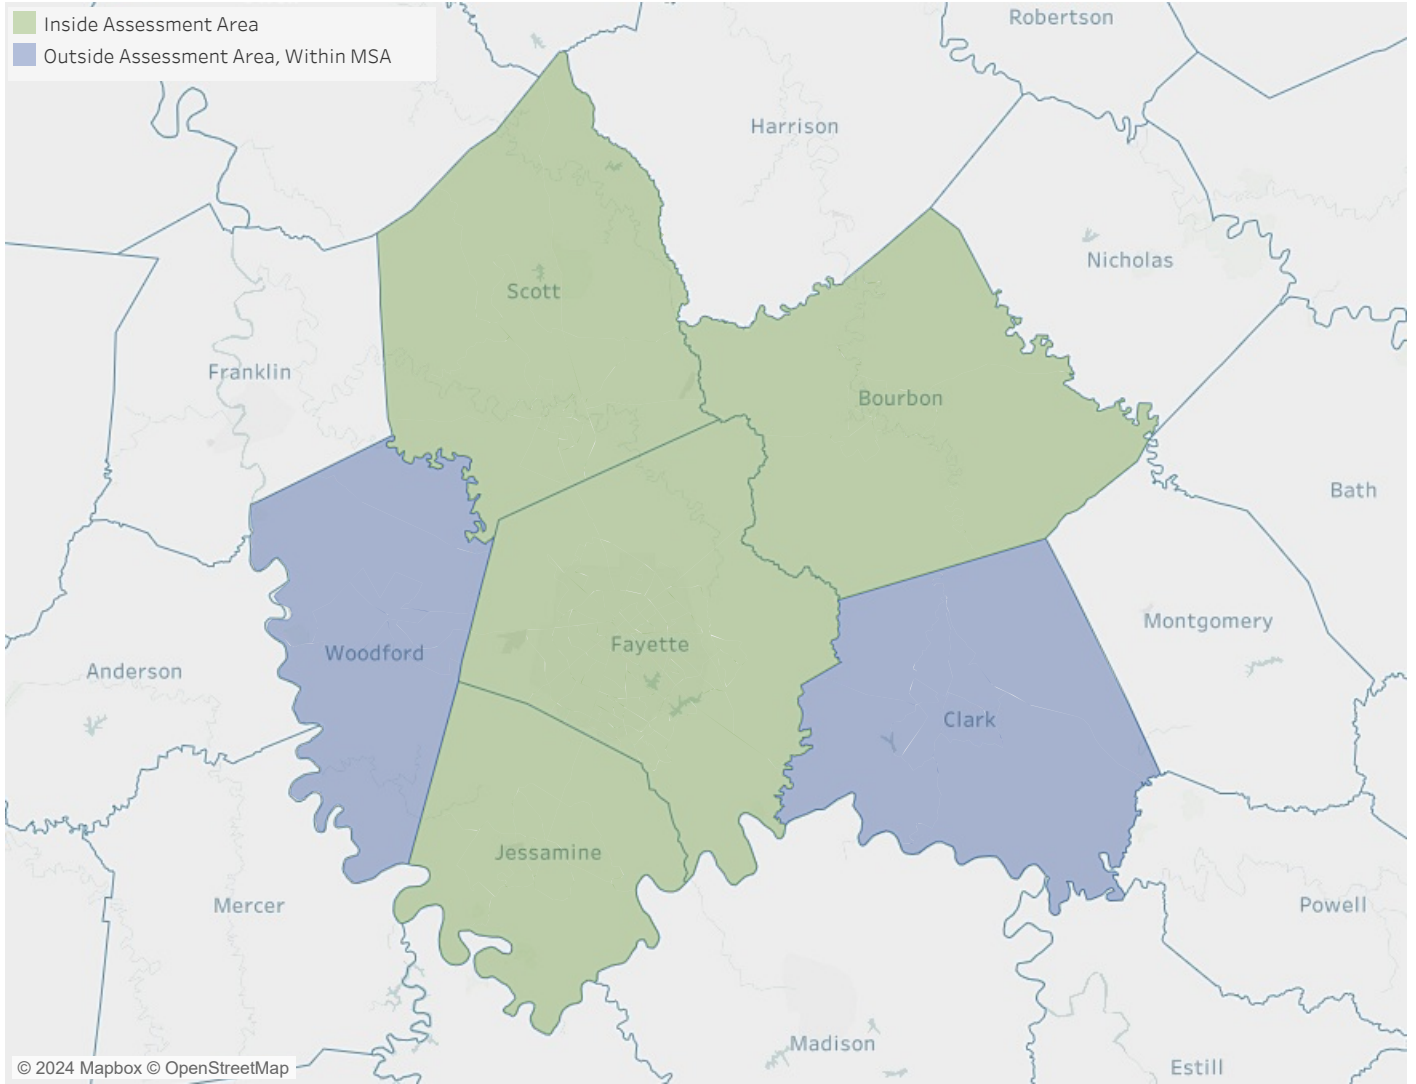 Inside Assessment Area
Outside Assessment Area, Within MSA
Robertson
Harrison
Nicholas
Scott
Franklin
Bourbon
Bath
Montgomery
Fayette
Woodford
Anderson
Clark
Jessamine
Mercer
Powell
Madison
Estill
© 2024 Mapbox © OpenStreetMap